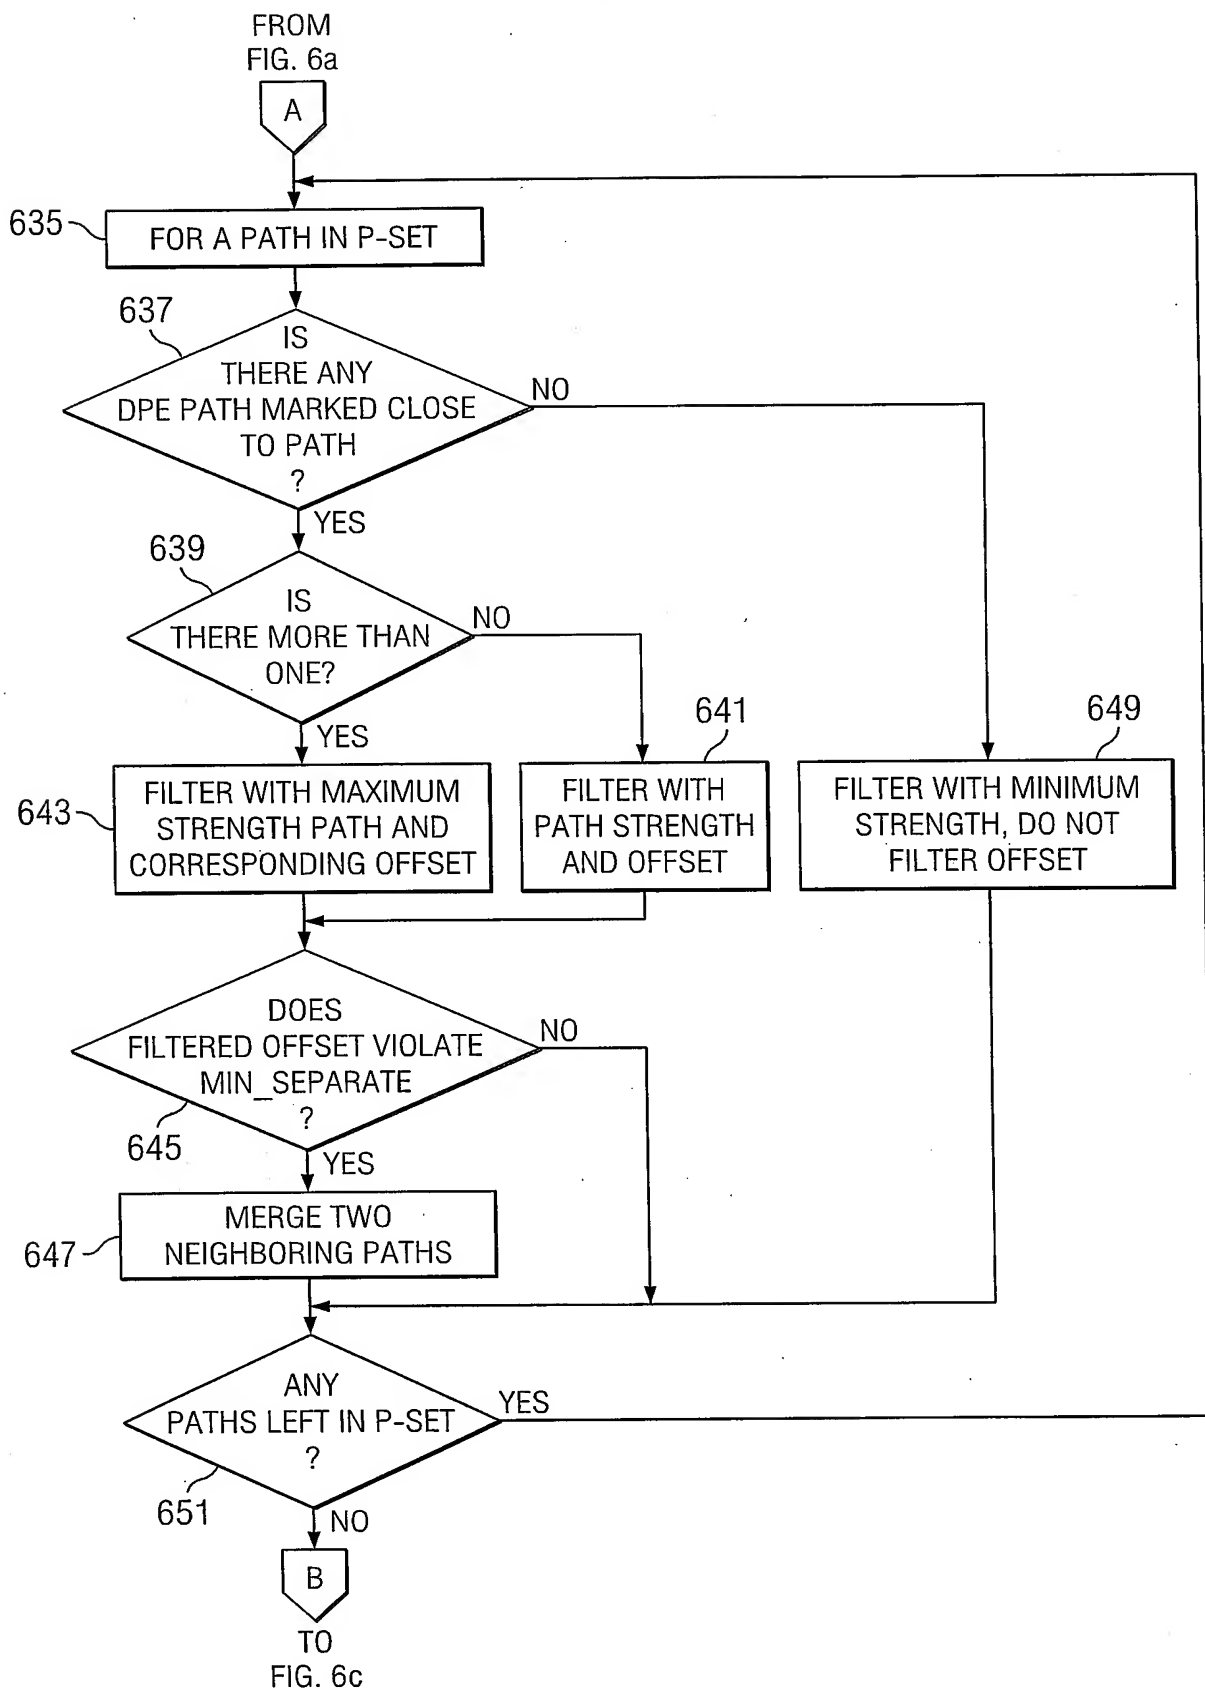 FROM
FIG. 6a
A
635
FOR A PATH IN P-SET
637
IS
THERE ANY
DPE PATH MARKED CLOSE
TO PATH
?
NO
YES
639
IS
THERE MORE THAN
ONE?
NO
YES
641
649
643
FILTER WITH MAXIMUM
STRENGTH PATH AND
CORRESPONDING OFFSET
FILTER WITH
PATH STRENGTH
AND OFFSET
FILTER WITH MINIMUM
STRENGTH, DO NOT
FILTER OFFSET
DOES
FILTERED OFFSET VIOLATE
MIN_SEPARATE
?
NO
645
YES
647
MERGE TWO
NEIGHBORING PATHS
ANY
PATHS LEFT IN P-SET
?
YES
651
NO
B
TO
FIG. 6c